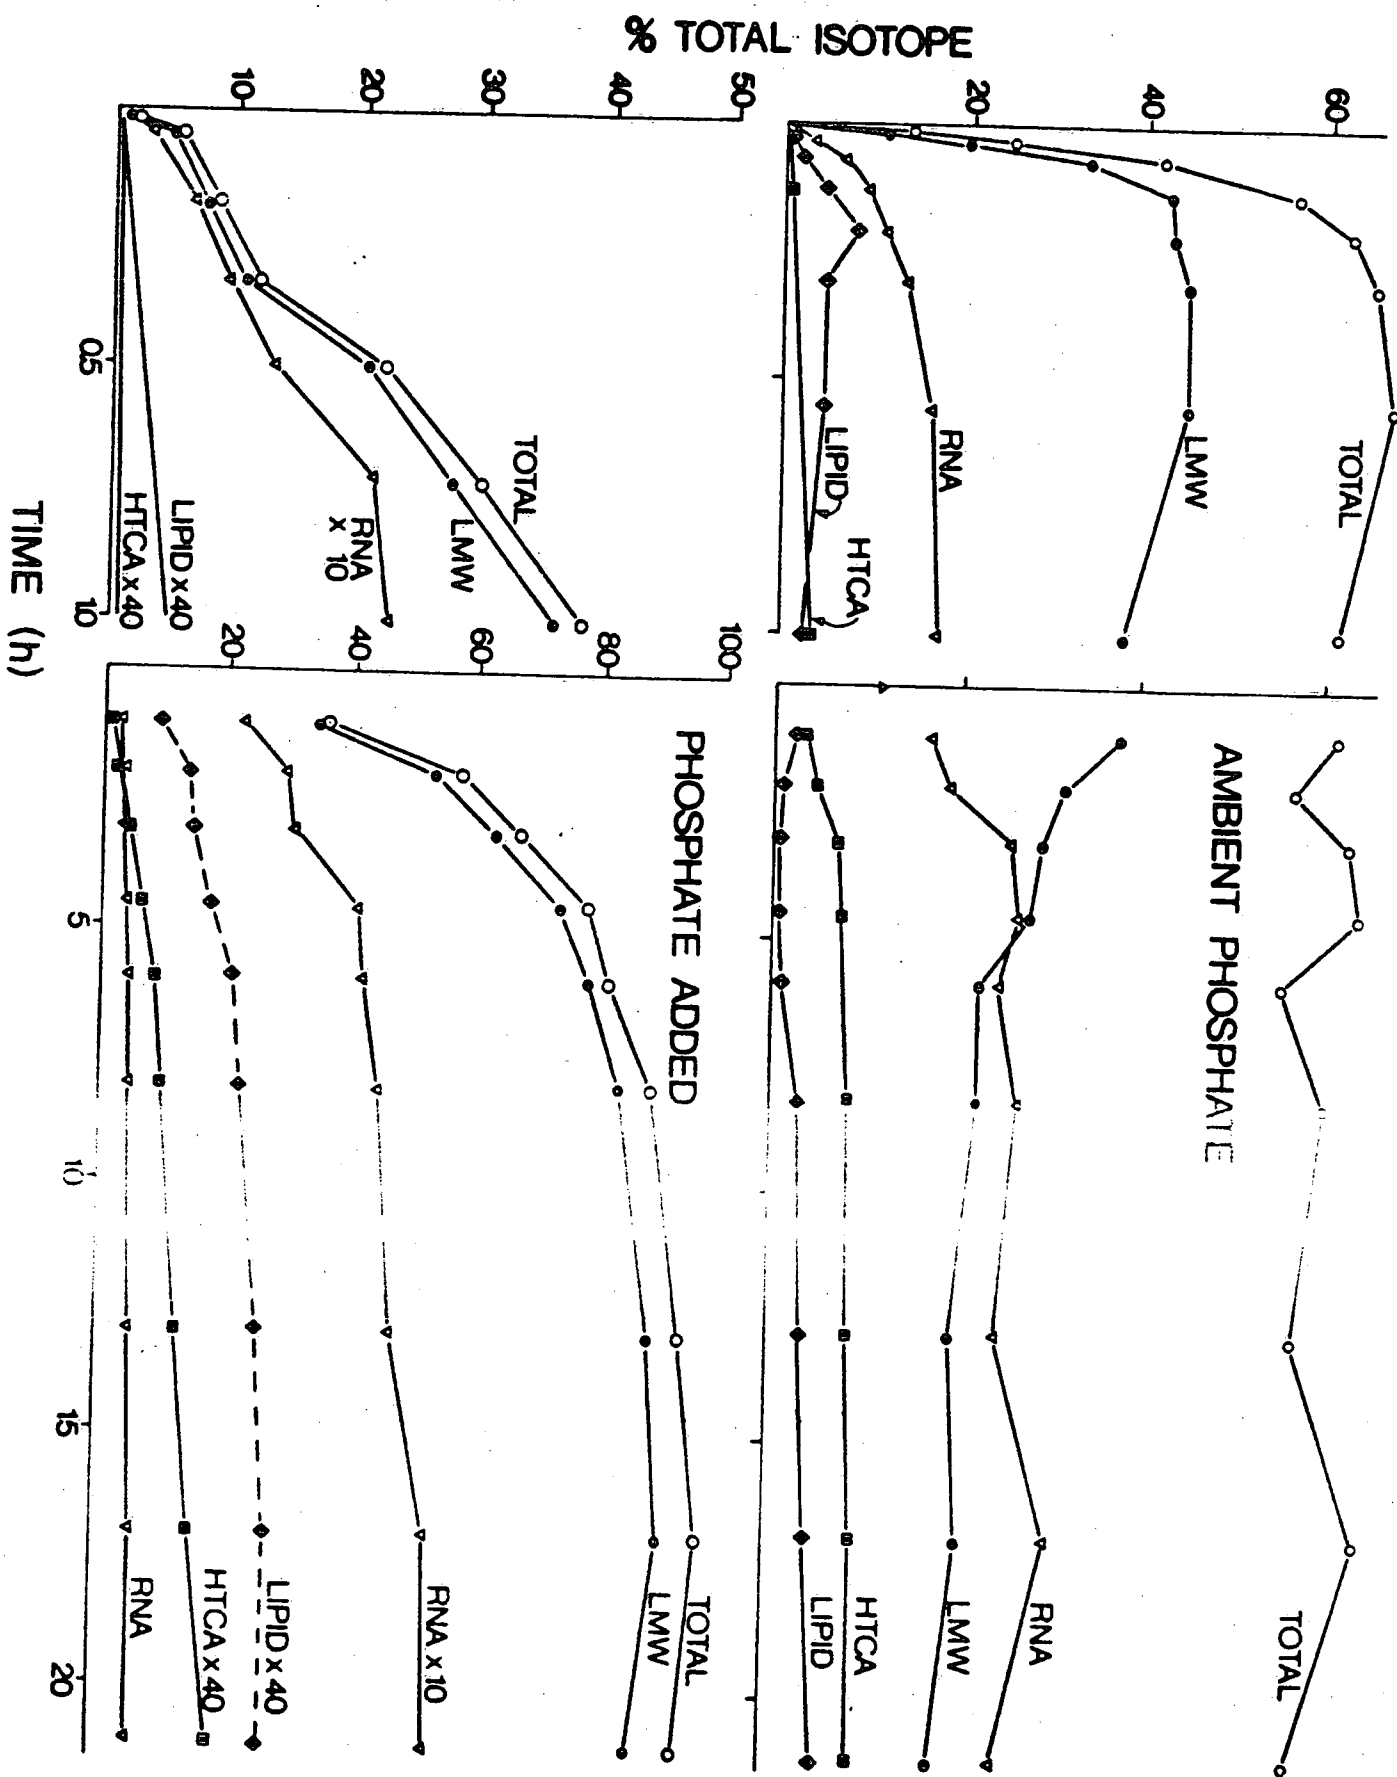 % TOTAL ISOTOPE
60
40
20
TOTAL
LMW
RNA
LIPID
HTCA
AMBIENT PHOSPHATE
TOTAL
RNA
LMW
HTCA
LIPID
50
40
30
20
10
TOTAL
LMW
RNA
x 10
LIPID x 40
HTCA x 40
0.5
1.0
100
80
60
40
20
PHOSPHATE ADDED
TOTAL
LMW
RNA x 10
LIPID x 40
HTCA x 40
RNA
5
10
15
20
TIME (h)